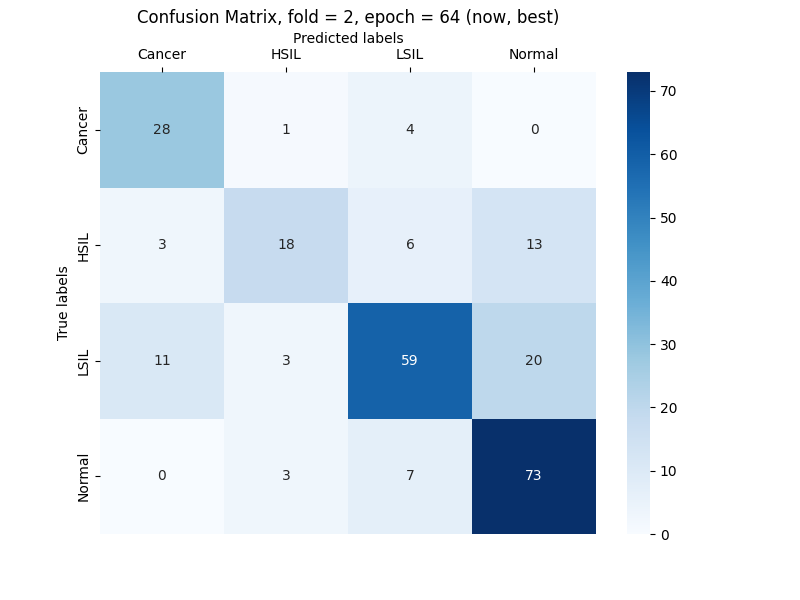 Confusion Matrix, fold = 2, epoch = 64 (now, best)
Predicted labels
Cancer HSIL LSIL Normal
True labels
Cancer 28 1 4 0
HSIL 3 18 6 13
LSIL 11 3 59 20
Normal 0 3 7 73
70
60
50
40
30
20
10
0